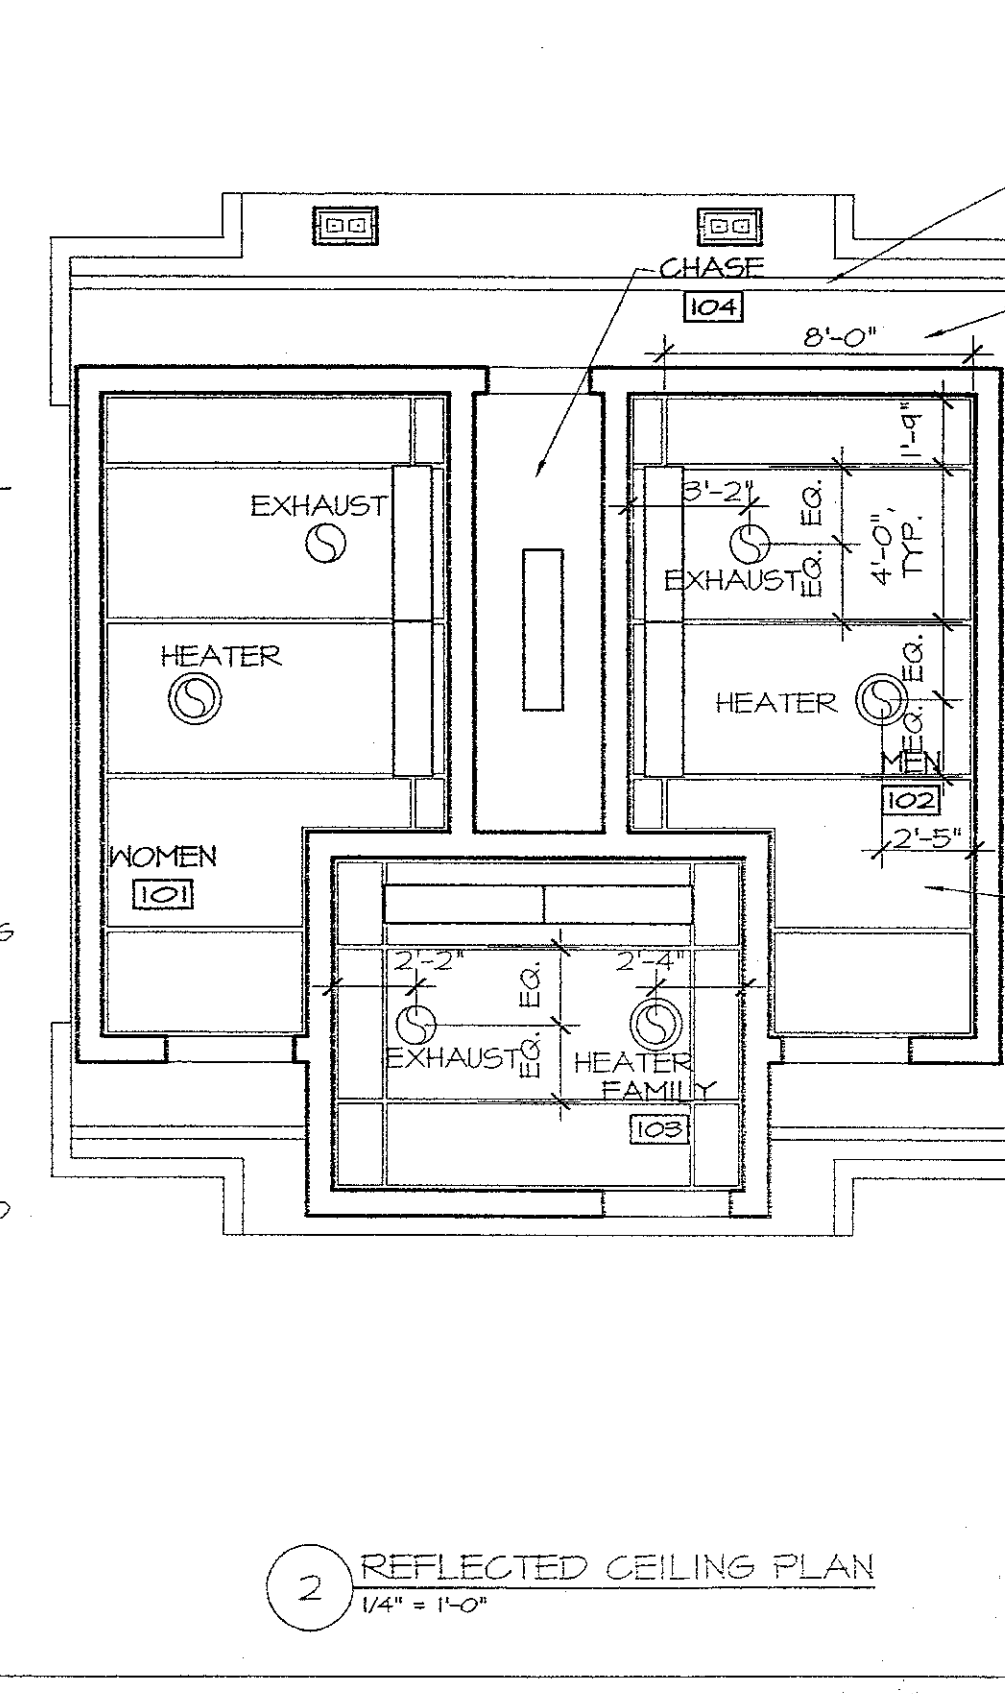 CHASE
104
8'-0"
1'-9"
EXHAUST
3'-2"
EQ.
4'-0",
TYP.
EXHAUST
EQ.
HEATER
EQ.
HEATER
EQ.
MEN
102
WOMEN
2'-5"
101
G
2'-2"
EQ.
2'-4"
EXHAUST
EQ.
HEATER
FAMILY
103
2
REFLECTED CEILING PLAN
1/4" = 1'-0"